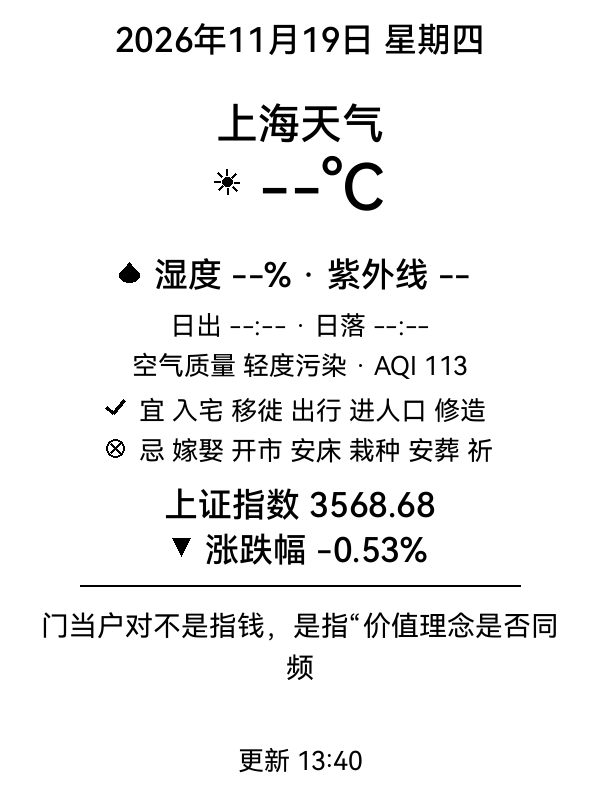 2026年11月19日 星期四
上海天气
--°C
湿度 --% · 紫外线 --
日出 --:-- · 日落 --:--
空气质量 轻度污染 · AQI 113
宜 入宅 移徙 出行 进人口 修造
忌 嫁娶 开市 安床 栽种 安葬 祈
上证指数 3568.68
▼ 涨跌幅 -0.53%
门当户对不是指钱，是指“价值理念是否同
频
更新 13:40